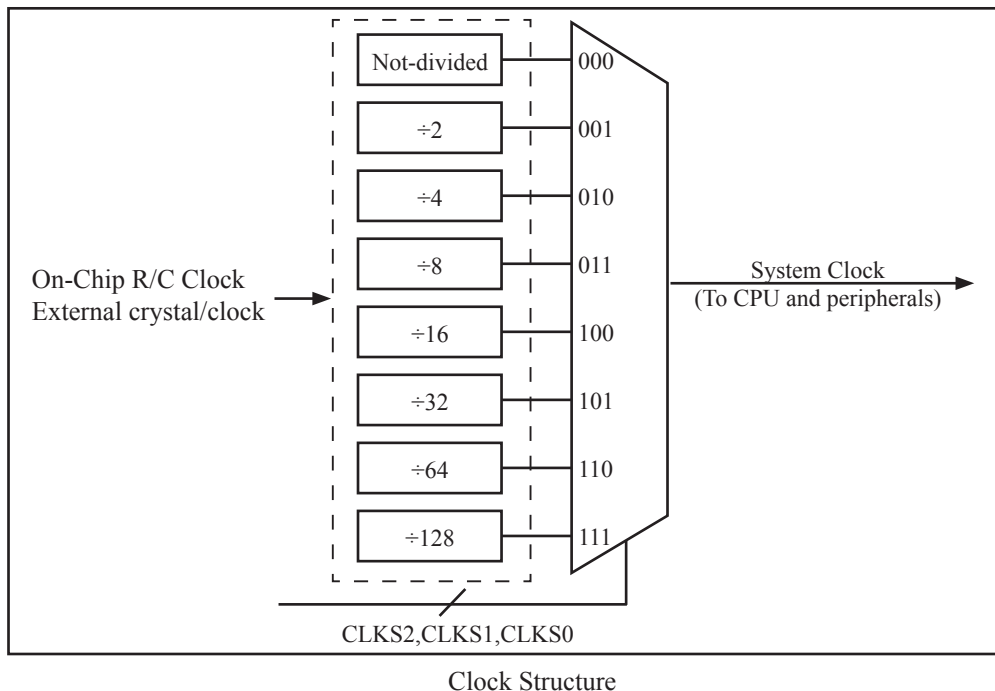 Not-divided
000
÷2
001
÷4
010
÷8
011
On-Chip R/C Clock
External crystal/clock
System Clock
(To CPU and peripherals)
÷16
100
÷32
101
÷64
110
÷128
111
CLKS2,CLKS1,CLKS0
Clock Structure